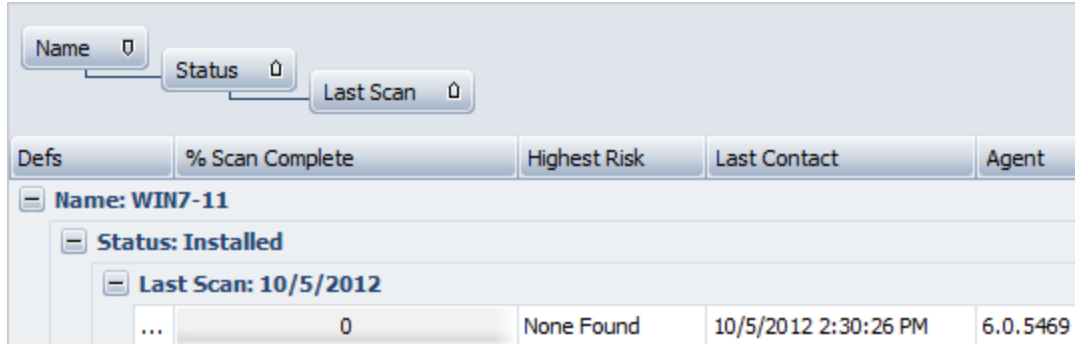 Name
Status
Last Scan
Defs % Scan Complete Highest Risk Last Contact Agent
Name: WIN7-11
Status: Installed
Last Scan: 10/5/2012
... 0 None Found 10/5/2012 2:30:26 PM 6.0.5469